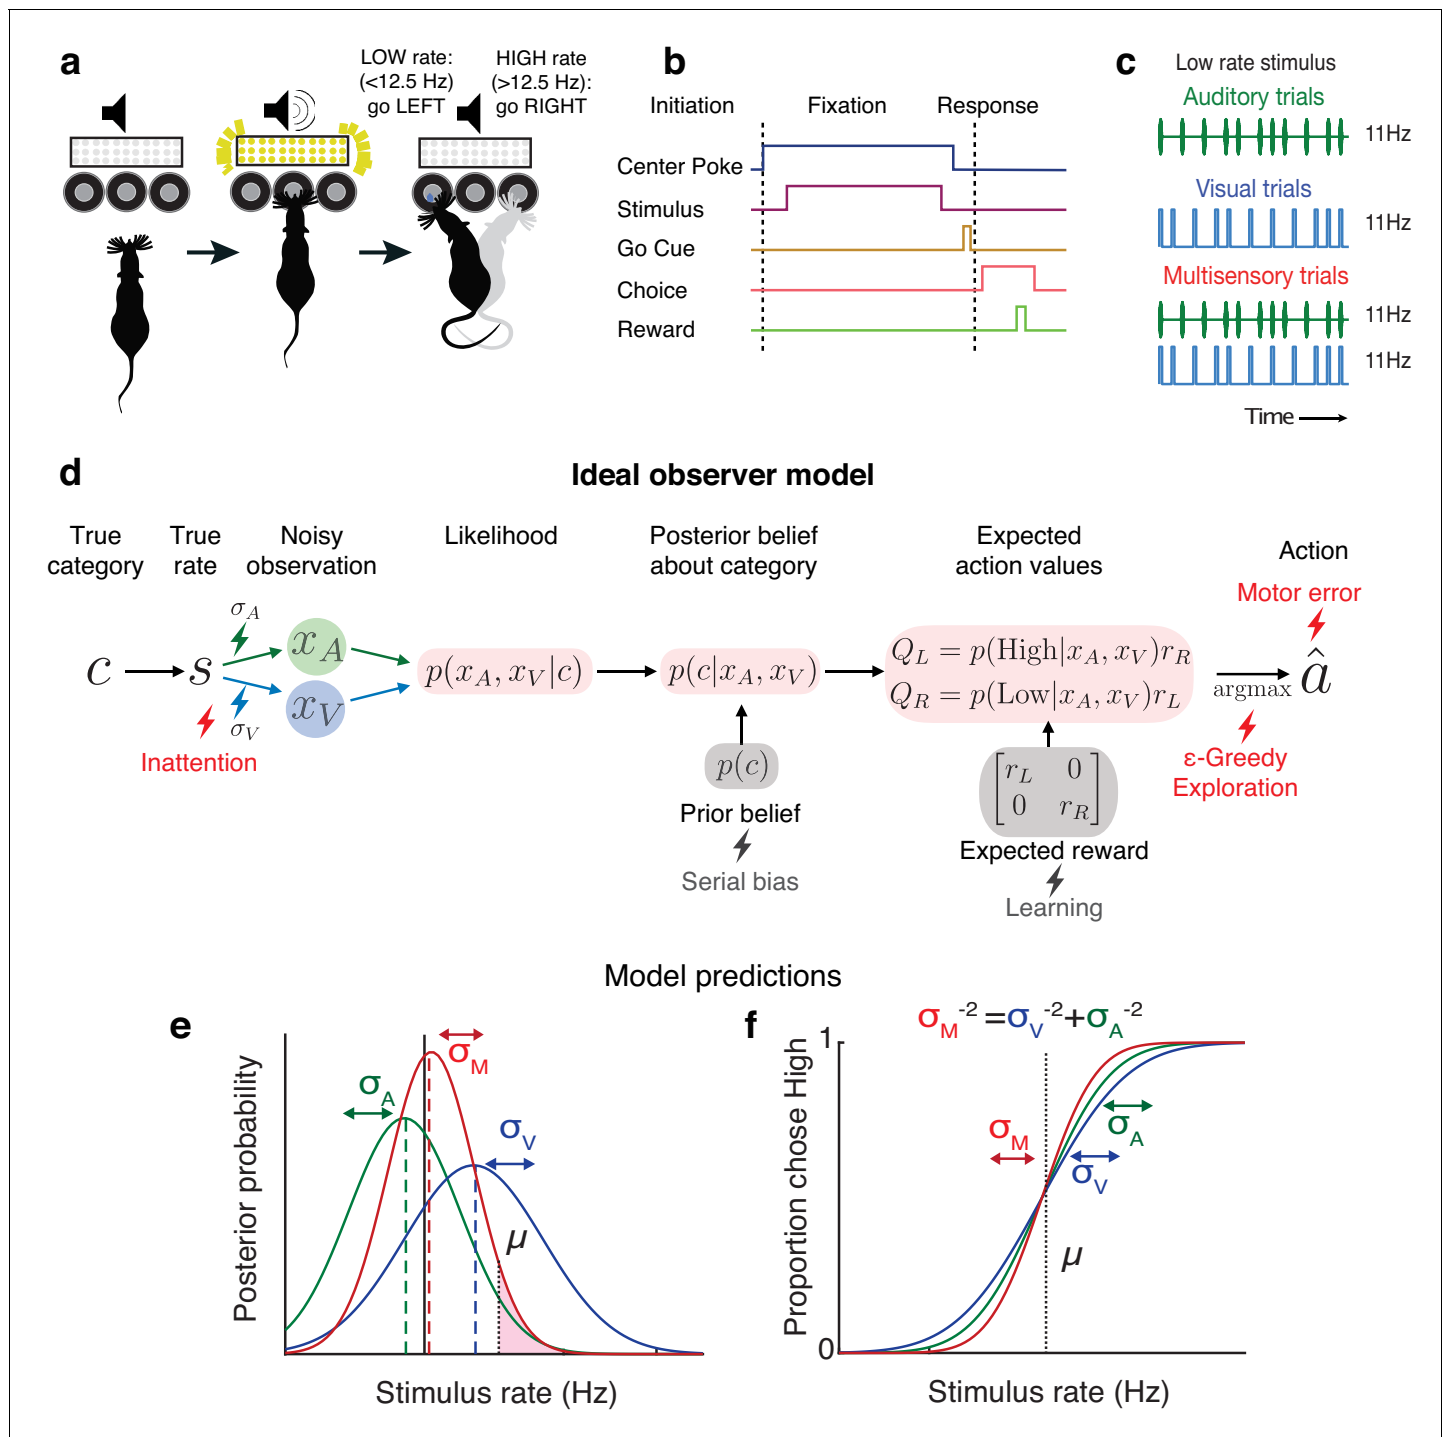 a
LOW rate:
(<12.5 Hz)
go LEFT
HIGH rate
(>12.5 Hz):
go RIGHT
b
Initiation
Fixation
Response
Center Poke
Stimulus
Go Cue
Choice
Reward
c
Low rate stimulus
Auditory trials
11Hz
Visual trials
11Hz
Multisensory trials
11Hz
11Hz
Time
d
Ideal observer model
True
category
True
rate
Noisy
observation
Likelihood
Posterior belief
about category
Expected
action values
Action
Motor error
c
s
σ_A
σ_V
x_A
x_V
Inattention
p(x_A, x_V|c)
p(c|x_A, x_V)
p(c)
Prior belief
Serial bias
Q_L = p(High|x_A, x_V)r_R
Q_R = p(Low|x_A, x_V)r_L
r_L 0
0 r_R
Expected reward
Learning
argmax
â
ε-Greedy
Exploration
Model predictions
e
Posterior probability
σ_A
σ_M
σ_V
μ
Stimulus rate (Hz)
f
σ_M^-2=σ_V^-2+σ_A^-2
Proportion chose High
1
0
σ_M
σ_A
σ_V
μ
Stimulus rate (Hz)